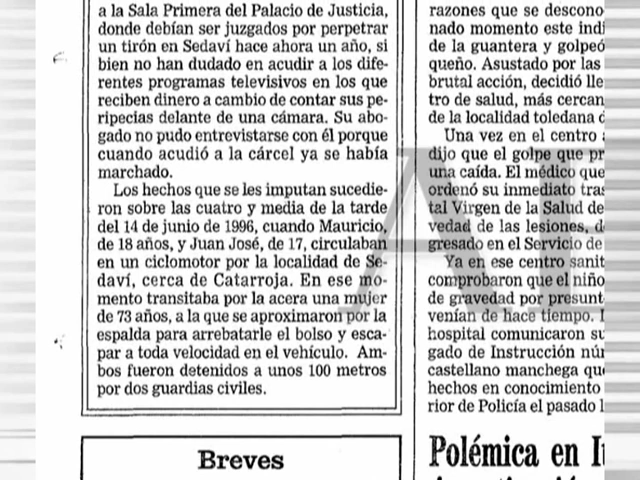 a la Sala Primera del Palacio de Justicia,
donde debían ser juzgados por perpetrar
un tirón en Sedaví hace ahora un año, si
bien no han dudado en acudir a los dife-
rentes programas televisivos en los que
reciben dinero a cambio de contar sus pe-
ripecias delante de una cámara. Su abo-
gado no pudo entrevistarse con él porque
cuando acudió a la cárcel ya se había
marchado.
Los hechos que se les imputan sucedie-
ron sobre las cuatro y media de la tarde
del 14 de junio de 1996, cuando Mauricio,
de 18 años, y Juan José, de 17, circulaban
en un ciclomotor por la localidad de Se-
daví, cerca de Catarroja. En ese mo-
mento transitaba por la acera una mujer
de 73 años, a la que se aproximaron por la
espalda para arrebatarle el bolso y esca-
par a toda velocidad en el vehículo. Am-
bos fueron detenidos a unos 100 metros
por dos guardias civiles.
Breves
razones que se descono
nado momento este indi
de la guantera y golpeó
queño. Asustado por las
brutal acción, decidió lle
tro de salud, más cercan
de la localidad toledana
Una vez en el centro
dijo que el golpe que pr
una caída. El médico que
ordenó su inmediato tras
tal Virgen de la Salud de
vedad de las lesiones, d
gresado en el Servicio de
Ya en ese centro sanit
comprobaron que el niño
de gravedad por presunt
venían de hace tiempo.
hospital comunicaron su
gado de Instrucción núm
castellano manchega que
hechos en conocimiento
rior de Policía el pasado 1
Polémica en